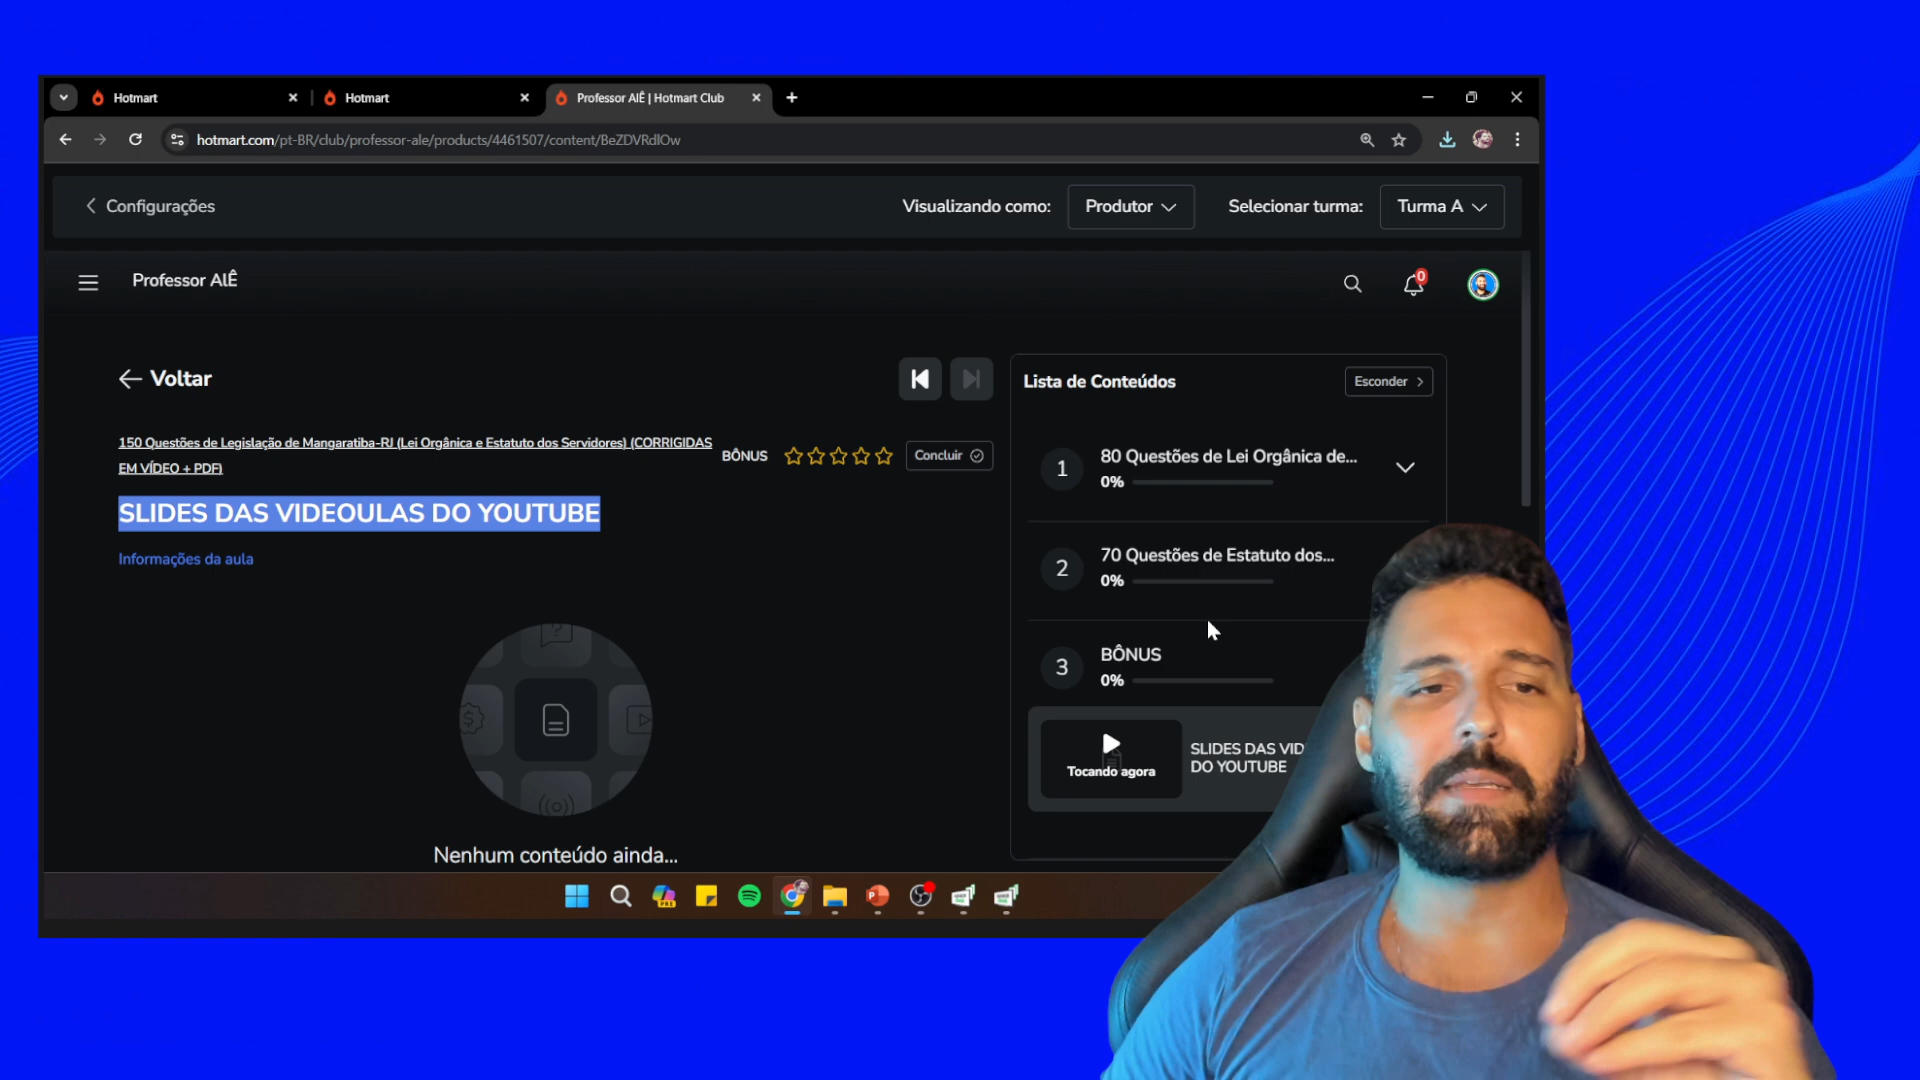 Hotmart
Hotmart
Professor AlÊ | Hotmart Club
hotmart.com/pt-BR/club/professor-ale/products/4461507/content/BeZDVRdlOw
Configurações
Visualizando como:
Produtor
Selecionar turma:
Turma A
Professor AlÊ
0
Voltar
150 Questões de Legislação de Mangaratiba-RJ (Lei Orgânica e Estatuto dos Servidores) (CORRIGIDAS
EM VÍDEO + PDF)
BÔNUS
Concluir
SLIDES DAS VIDEOULAS DO YOUTUBE
Informações da aula
Nenhum conteúdo ainda...
Lista de Conteúdos
Esconder
1
80 Questões de Lei Orgânica de...
0%
2
70 Questões de Estatuto dos...
0%
3
BÔNUS
0%
Tocando agora
SLIDES DAS VID
DO YOUTUBE